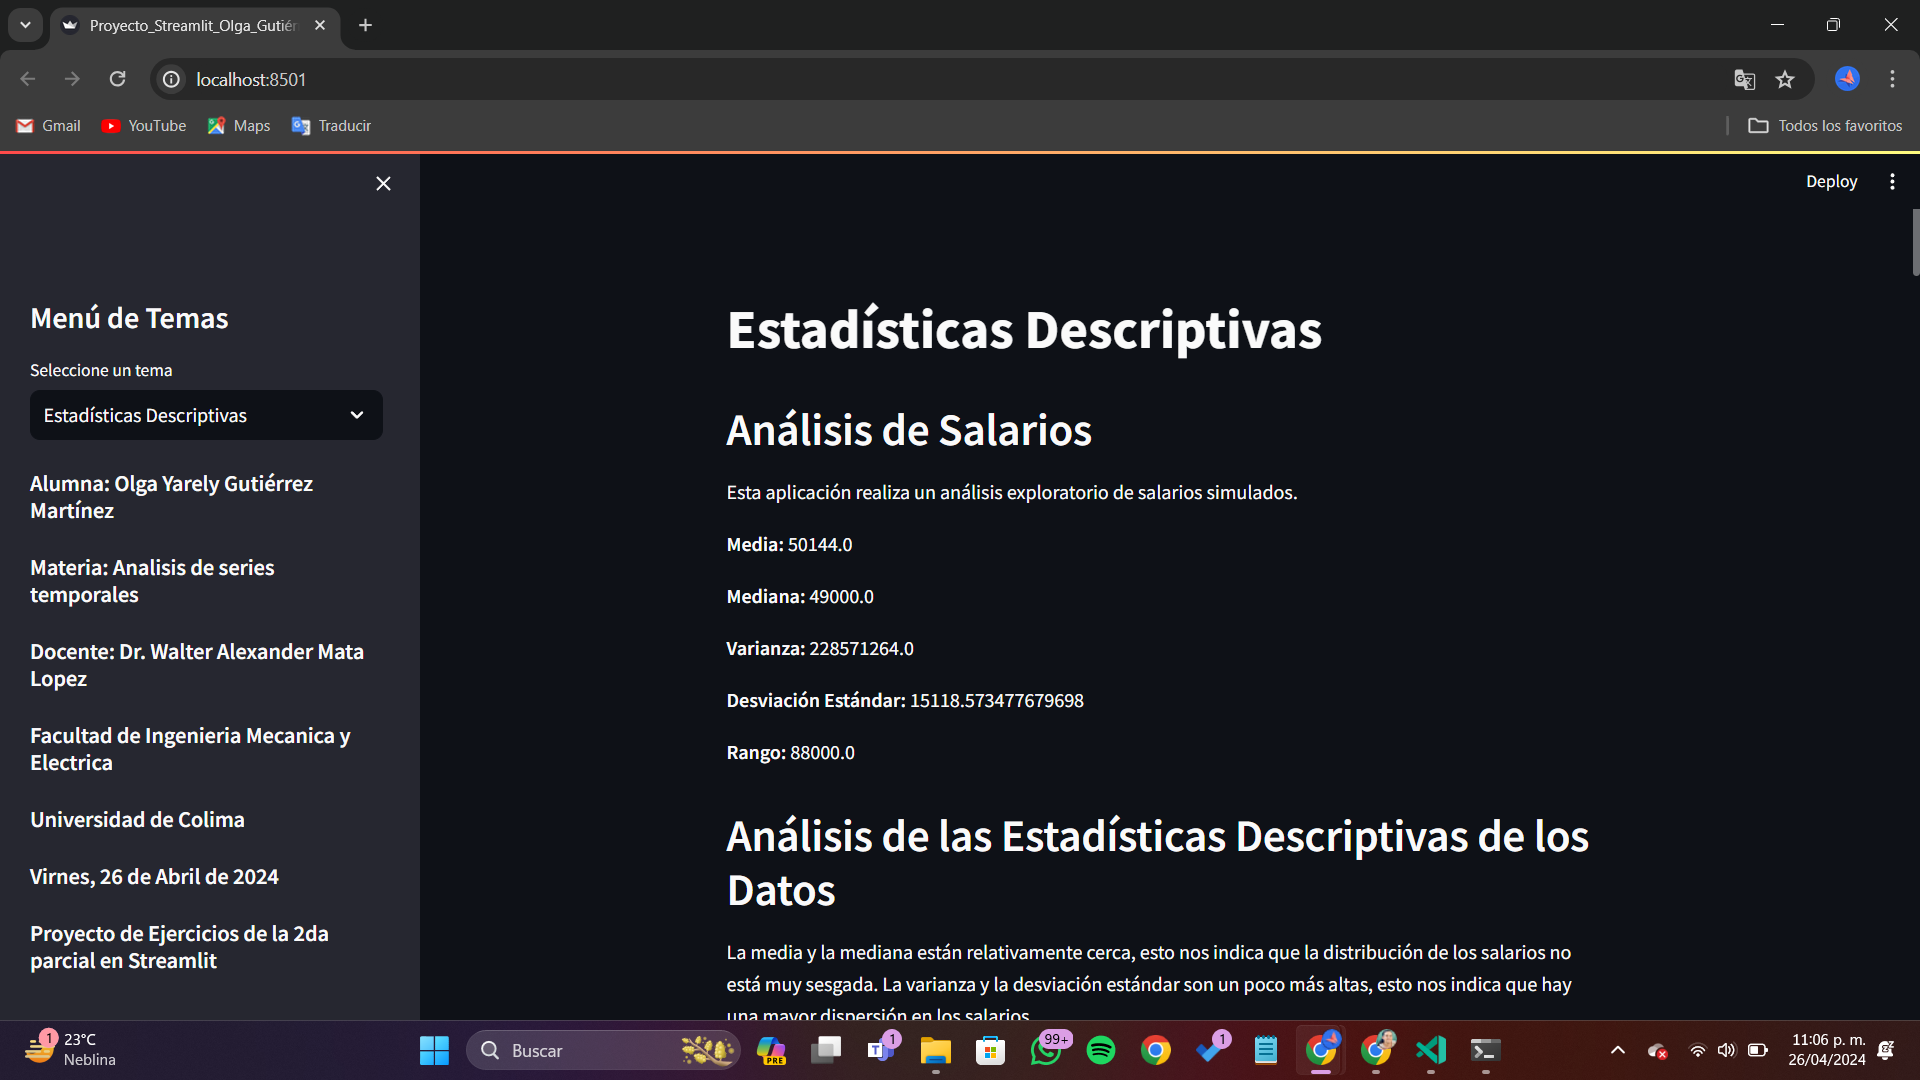 Proyecto_Streamlit_Olga_Gutiér
localhost:8501
Gmail
YouTube
Maps
Traducir
Todos los favoritos
Deploy
Menú de Temas
Seleccione un tema
Estadísticas Descriptivas
Alumna: Olga Yarely Gutiérrez
Martínez
Materia: Analisis de series
temporales
Docente: Dr. Walter Alexander Mata
Lopez
Facultad de Ingenieria Mecanica y
Electrica
Universidad de Colima
Virnes, 26 de Abril de 2024
Proyecto de Ejercicios de la 2da
parcial en Streamlit
Estadísticas Descriptivas
Análisis de Salarios
Esta aplicación realiza un análisis exploratorio de salarios simulados.
Media: 50144.0
Mediana: 49000.0
Varianza: 228571264.0
Desviación Estándar: 15118.573477679698
Rango: 88000.0
Análisis de las Estadísticas Descriptivas de los
Datos
La media y la mediana están relativamente cerca, esto nos indica que la distribución de los salarios no
está muy sesgada. La varianza y la desviación estándar son un poco más altas, esto nos indica que hay
una mayor dispersión en los salarios
1
23°C
Neblina
Buscar
PRE
1
99+
1
11:06 p. m.
26/04/2024